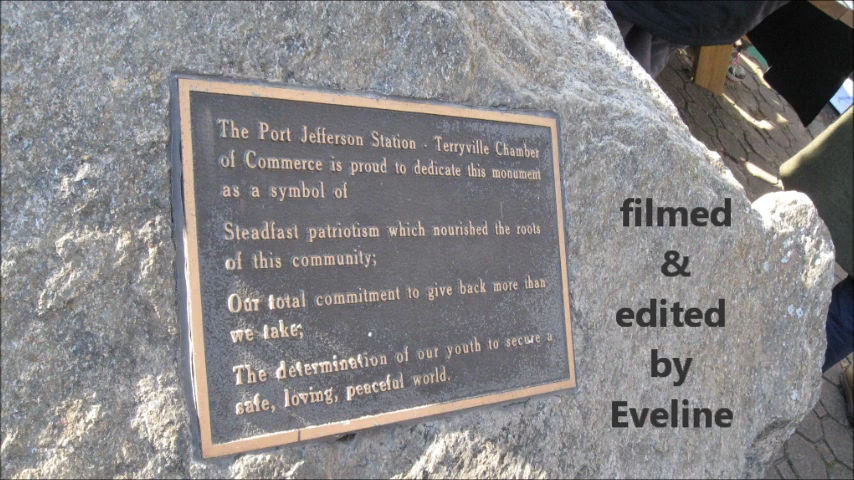 The Port Jefferson Station - Terryville Chamber
of Commerce is proud to dedicate this monument
as a symbol of
Steadfast patriotism which nourished the roots
of this community;
Our total commitment to give back more than
we take;
The determination of our youth to secure a
safe, loving, peaceful world.
filmed
&
edited
by
Eveline